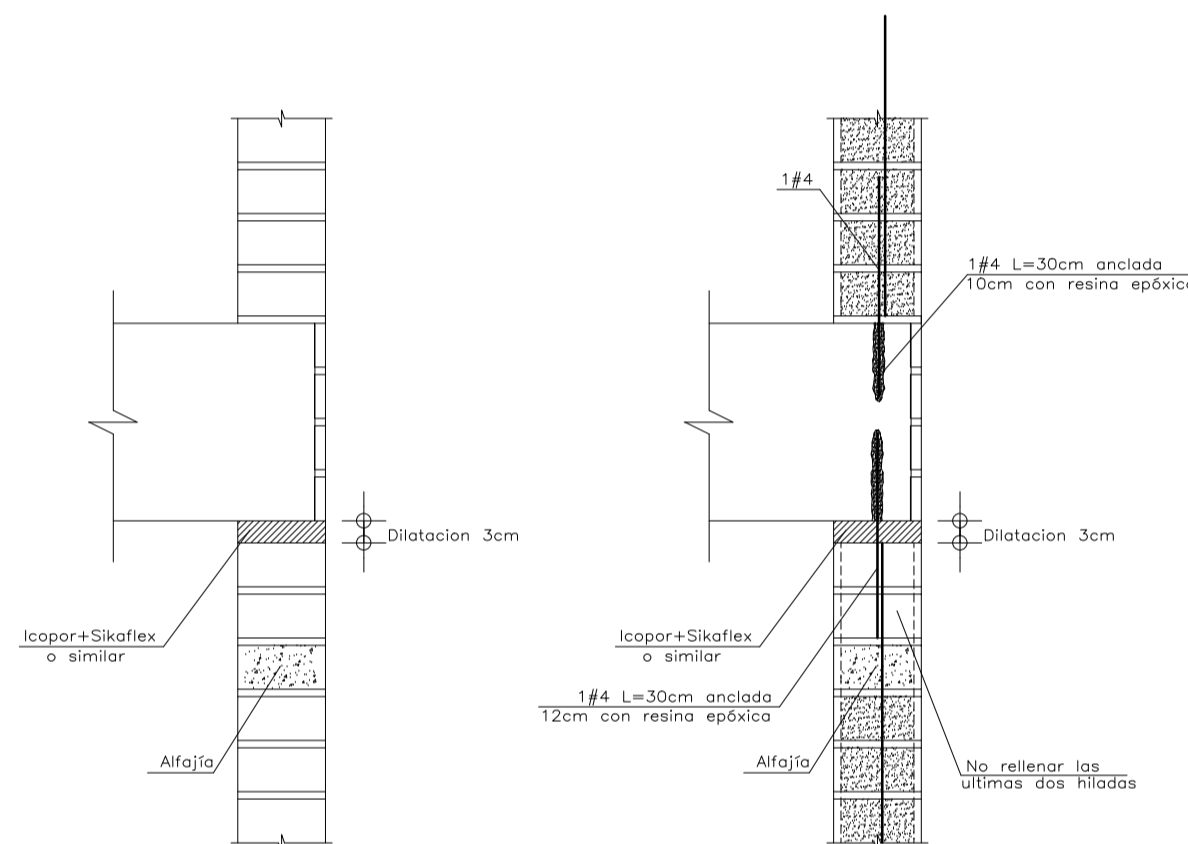 Dilatacion 3cm
Icopor+Sikaflex
o similar
Alfajía
1#4
1#4 L=30cm anclada
10cm con resina epóxica
Dilatacion 3cm
Icopor+Sikaflex
o similar
1#4 L=30cm anclada
12cm con resina epóxica
Alfajía
No rellenar las
ultimas dos hiladas